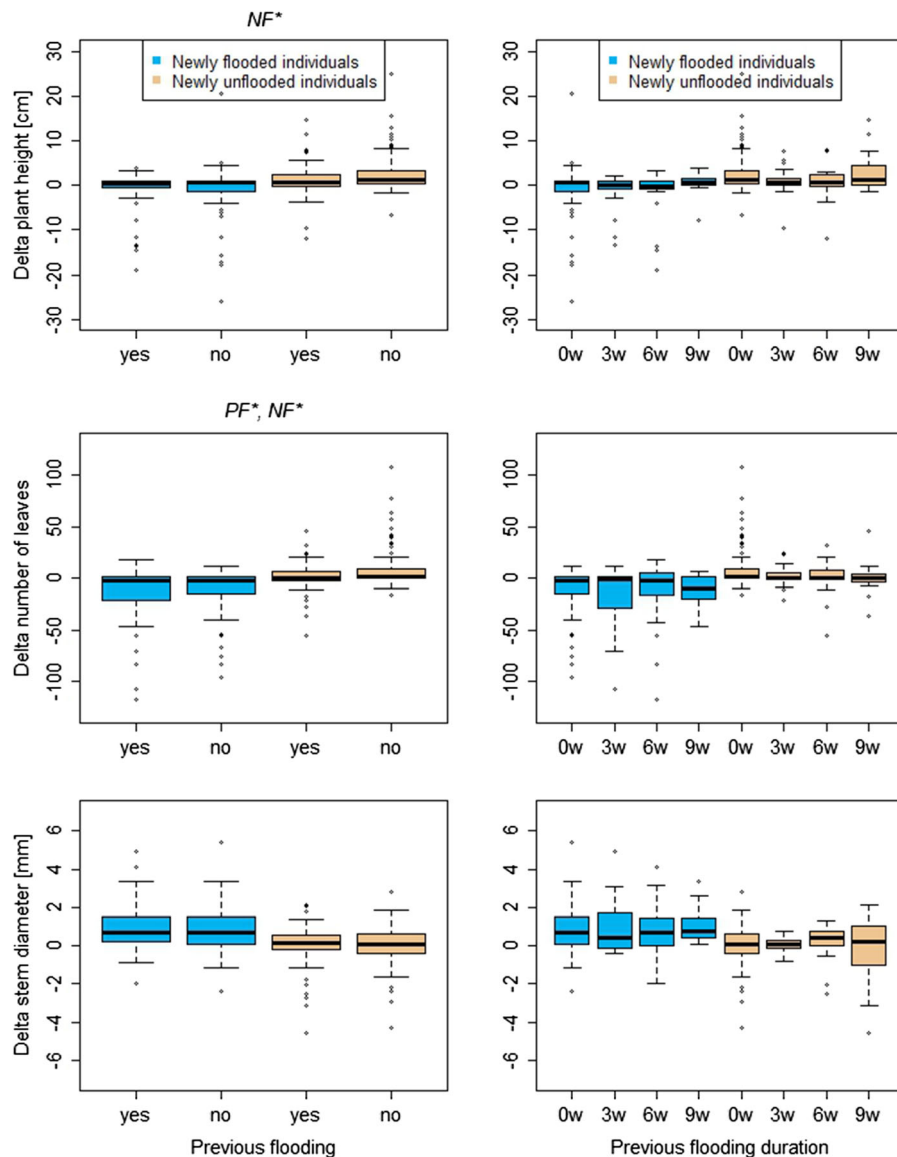 NF*
Delta plant height [cm]
30
20
10
0
-10
-20
-30
Newly flooded individuals
Newly unflooded individuals
yes
no
yes
no
30
20
10
0
-10
-20
-30
Newly flooded individuals
Newly unflooded individuals
0w 3w 6w 9w 0w 3w 6w 9w
PF*, NF*
Delta number of leaves
100
50
0
-50
-100
yes
no
yes
no
100
50
0
-50
-100
0w 3w 6w 9w 0w 3w 6w 9w
Delta stem diameter [mm]
6
4
2
0
-2
-4
-6
yes
no
yes
no
Previous flooding
6
4
2
0
-2
-4
-6
0w 3w 6w 9w 0w 3w 6w 9w
Previous flooding duration